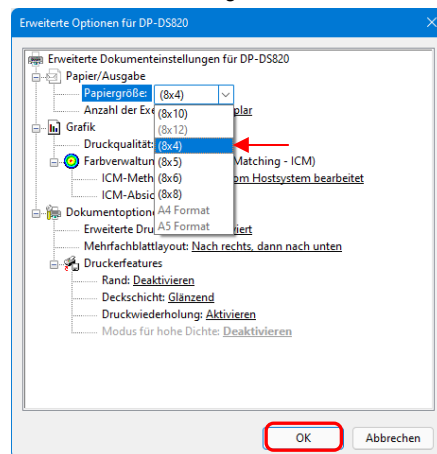 Erweiterte Optionen für DP-DS820
Erweiterte Dokumenteinstellungen für DP-DS820
Papier/Ausgabe
Papiergröße: (8x4)
Anzahl der Exe plar
(8x10)
Grafik
(8x12)
Druckqualität: (8x4)
Farbverwaltun (8x5) Matching - ICM)
ICM-Meth (8x6) om Hostsystem bearbeitet
ICM-Absic (8x8)
Dokumentoption A4 Format
Erweiterte Dru A5 Format viert
Mehrfachblattlayout: Nach rechts, dann nach unten
Druckerfeatures
Rand: Deaktivieren
Deckschicht: Glänzend
Druckwiederholung: Aktivieren
Modus für hohe Dichte: Deaktivieren
OK Abbrechen